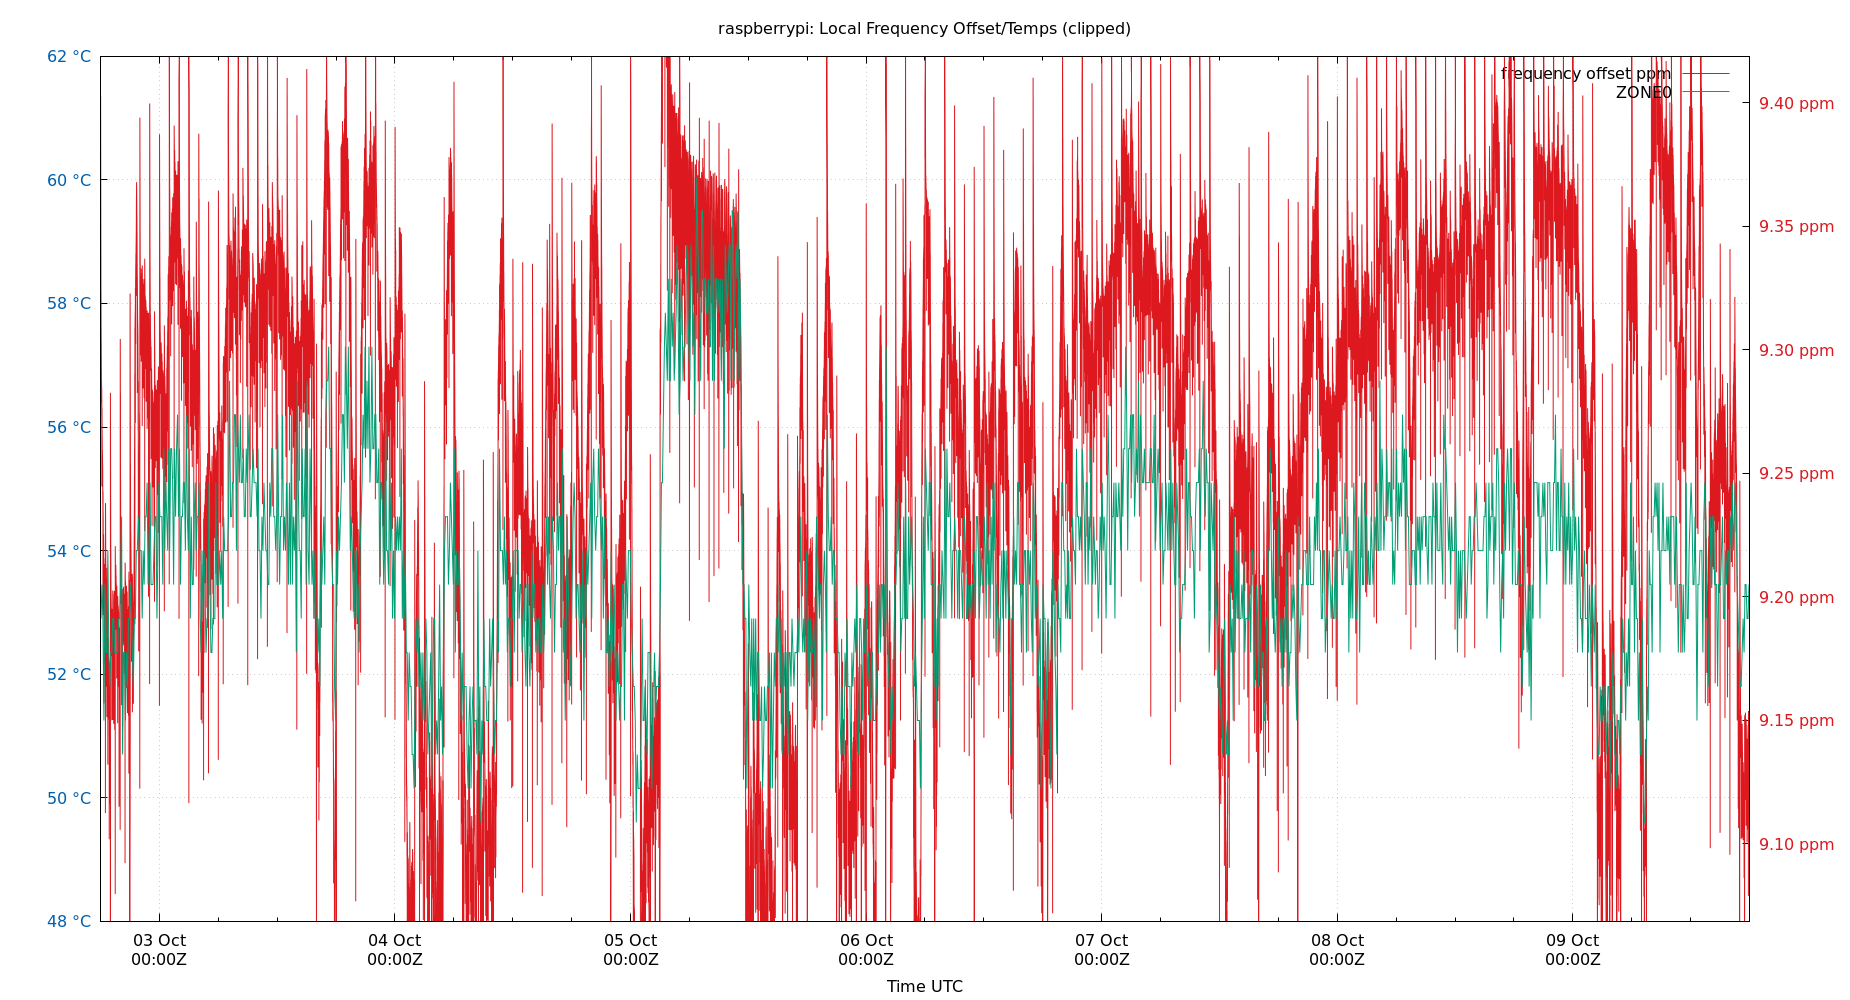 raspberrypi: Local Frequency Offset/Temps (clipped)
62 °C
60 °C
58 °C
56 °C
54 °C
52 °C
50 °C
48 °C
frequency offset ppm
ZONE0
9.40 ppm
9.35 ppm
9.30 ppm
9.25 ppm
9.20 ppm
9.15 ppm
9.10 ppm
03 Oct 04 Oct 05 Oct 06 Oct 07 Oct 08 Oct 09 Oct
00:00Z 00:00Z 00:00Z 00:00Z 00:00Z 00:00Z 00:00Z
Time UTC